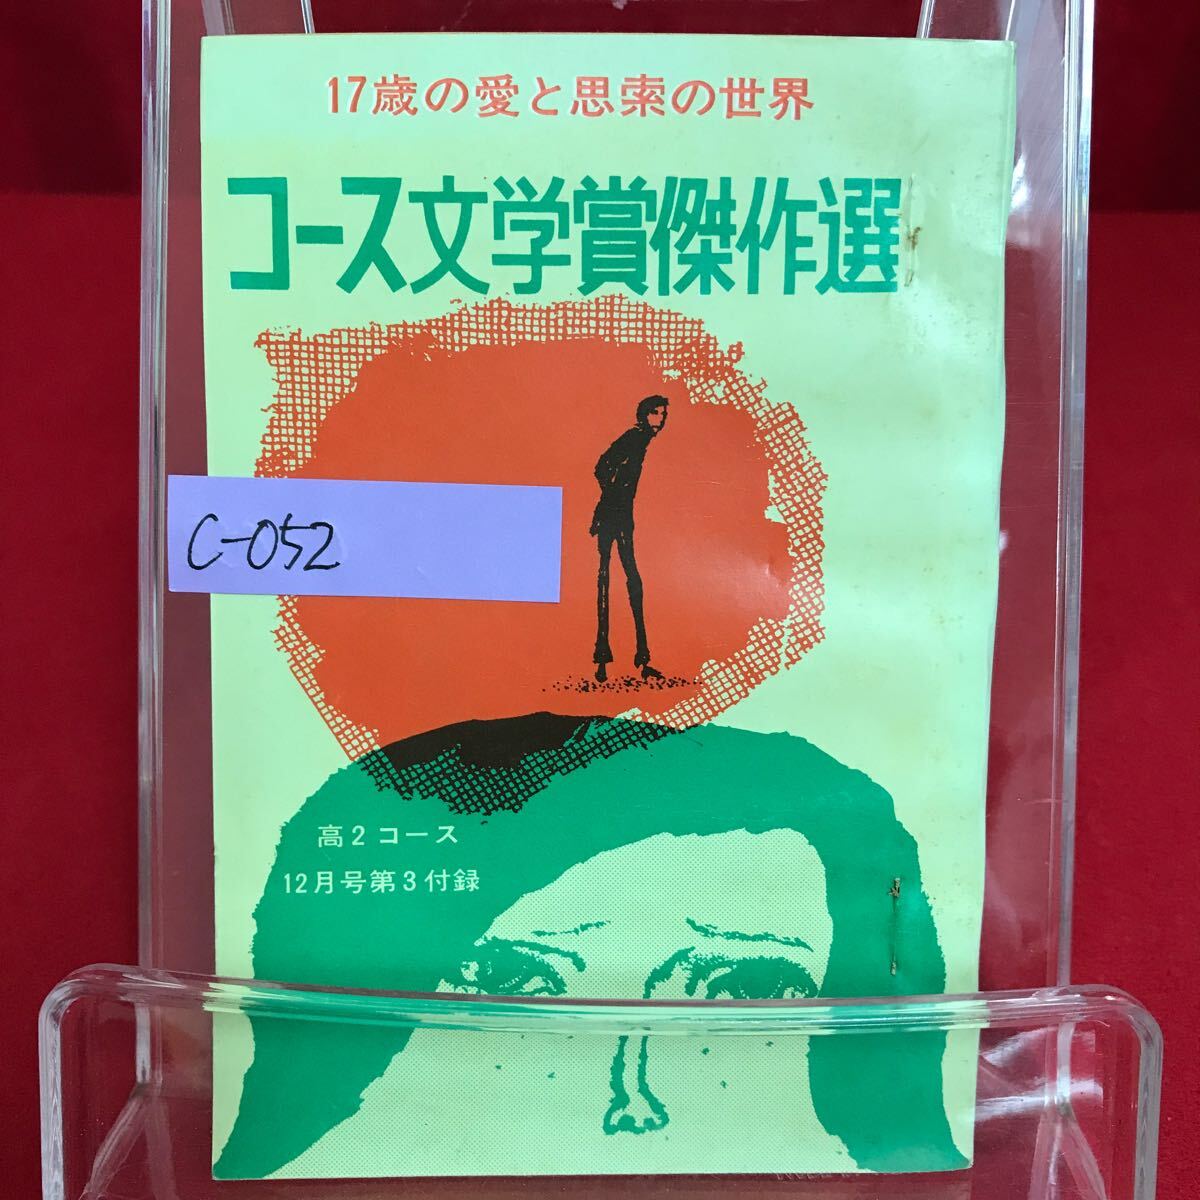 17歳の愛と思索の世界
コース文学賞傑作選
C-052
高2コース
12月号第3付録